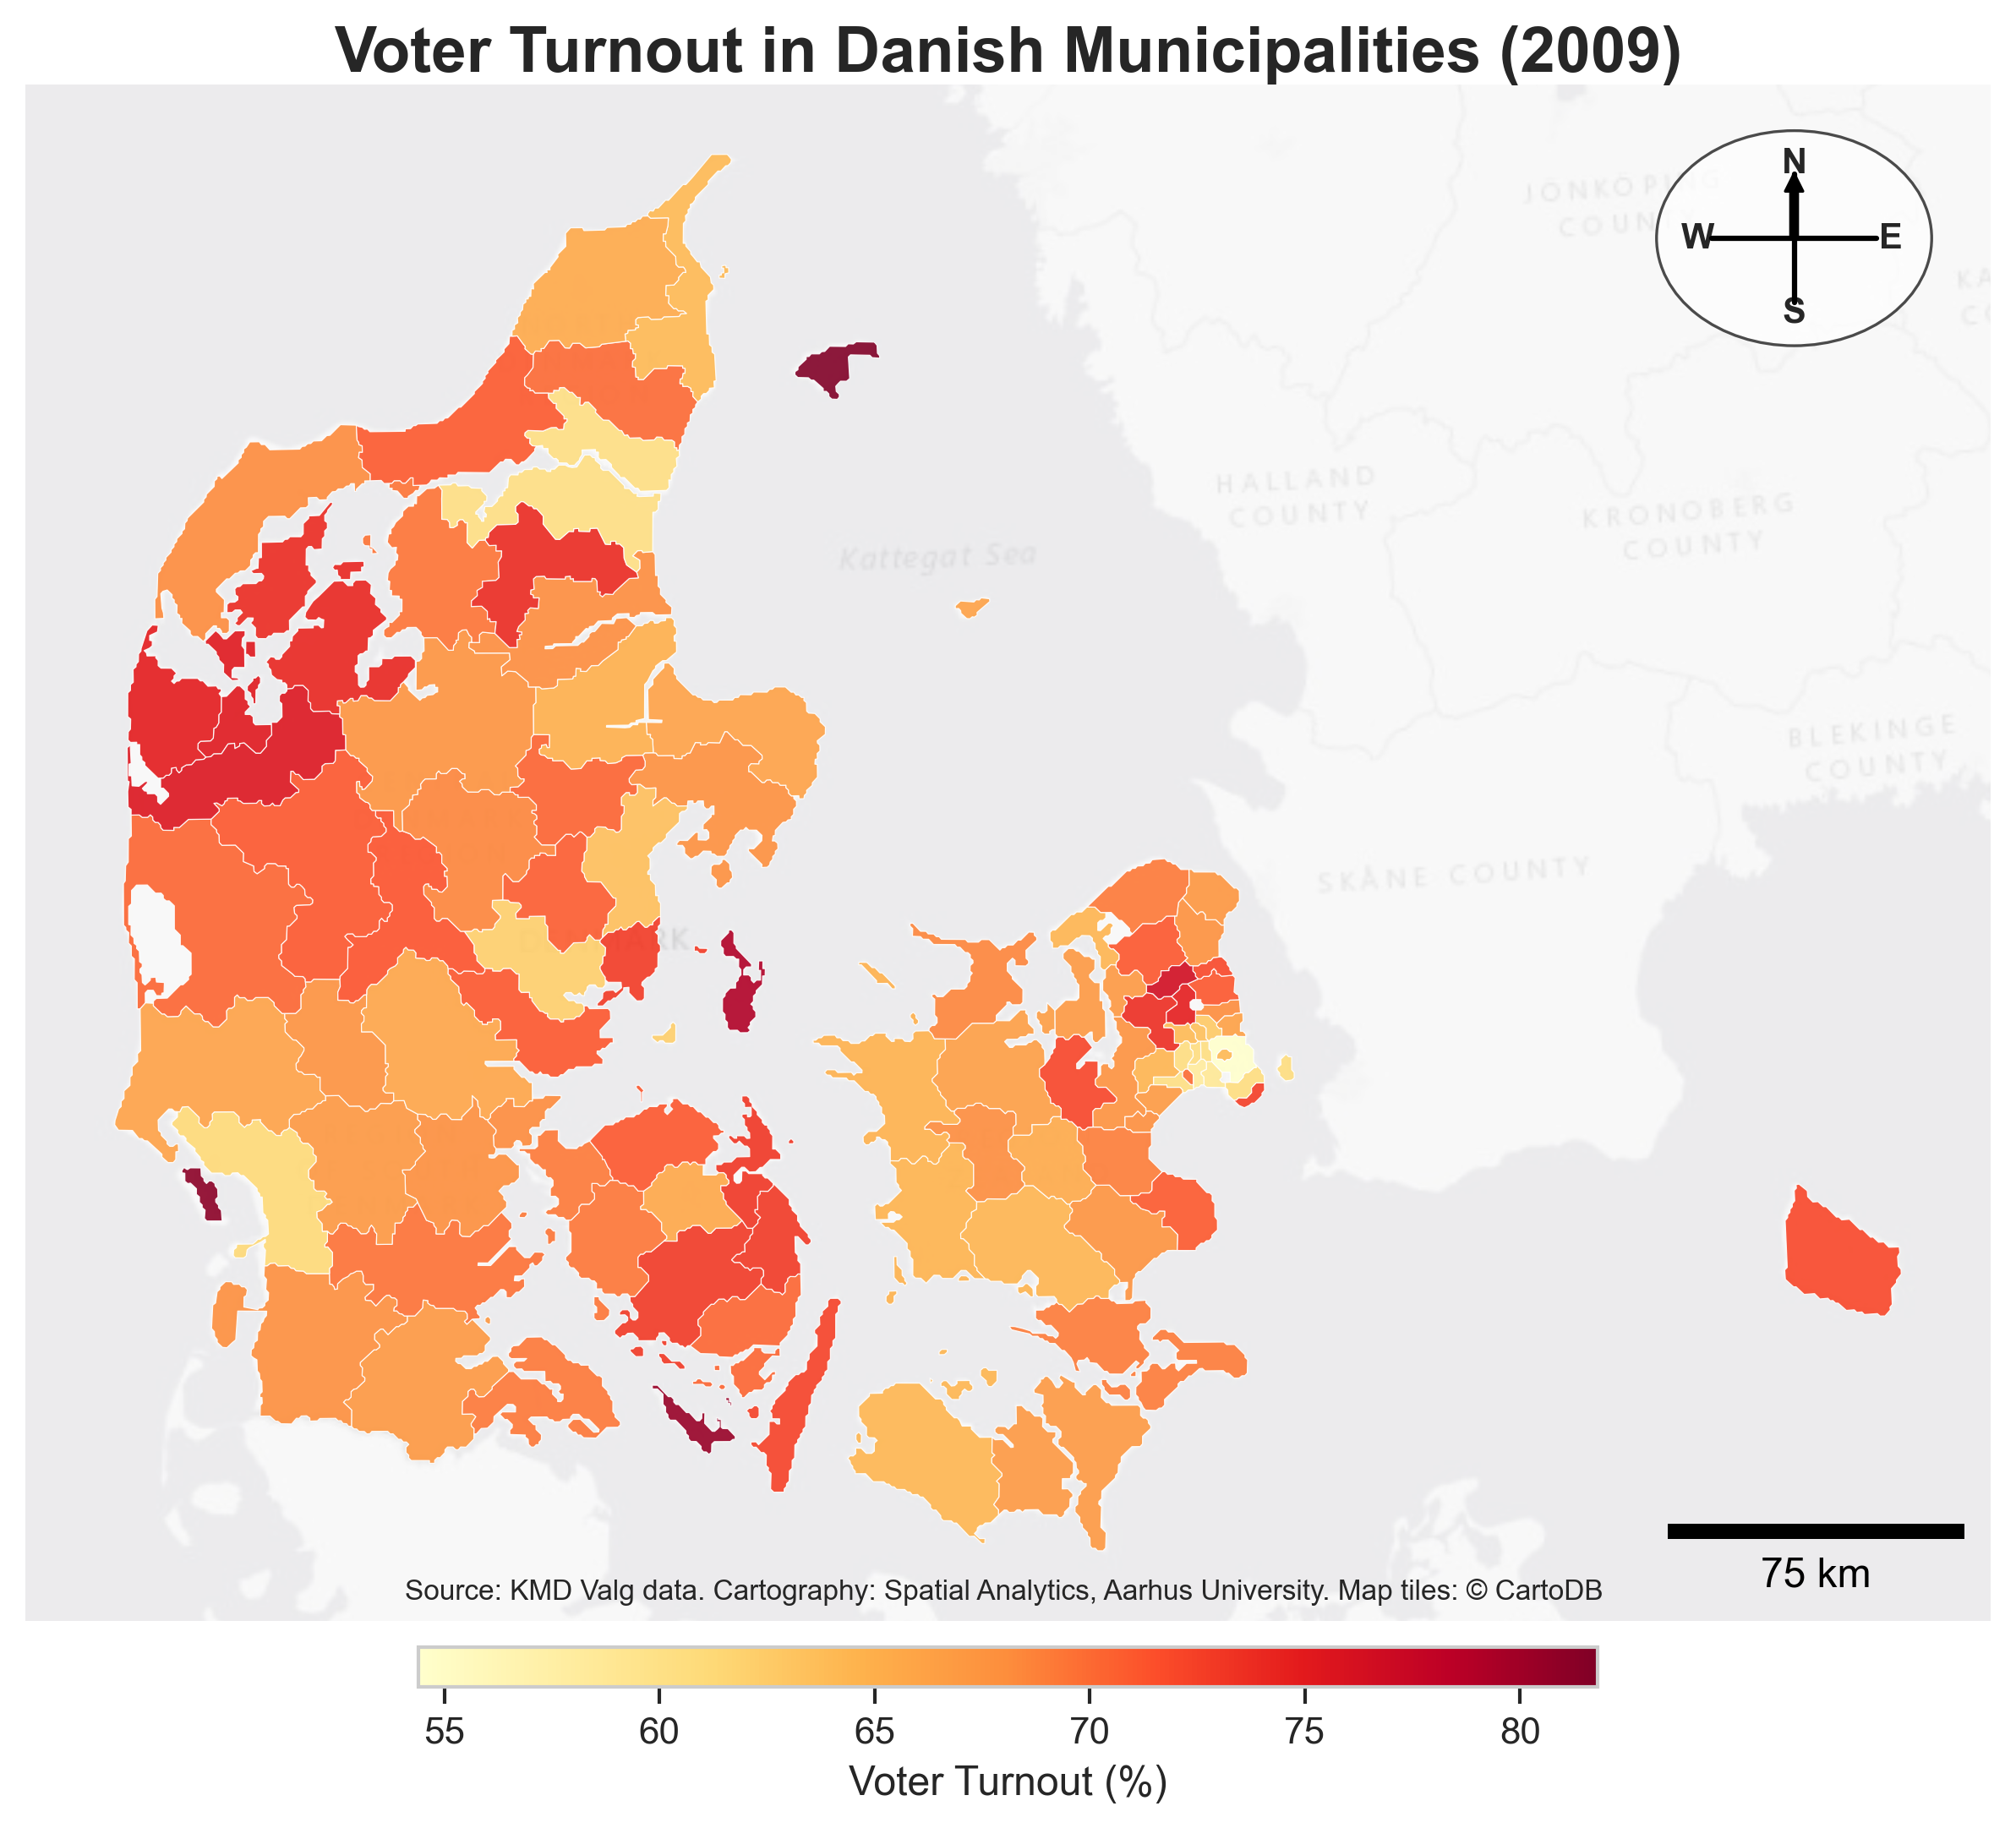 Voter Turnout in Danish Municipalities (2009)
N
W E
S
JÖNKÖPING
COUNTY
HALLAND
COUNTY
KRONOBERG
COUNTY
Kattegat Sea
BLEKINGE
COUNTY
SKÅNE COUNTY
75 km
Source: KMD Valg data. Cartography: Spatial Analytics, Aarhus University. Map tiles: © CartoDB
55 60 65 70 75 80
Voter Turnout (%)